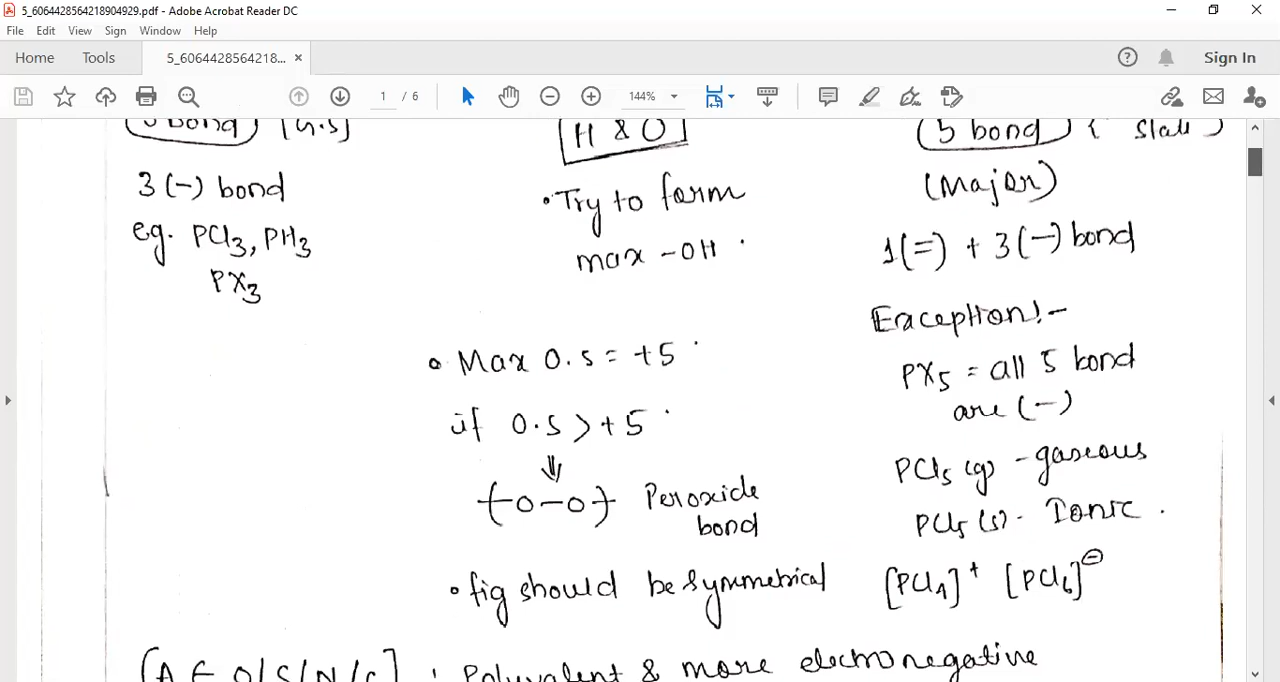 5_6064428564218904929.pdf - Adobe Acrobat Reader DC
File Edit View Sign Window Help
Home Tools 5_6064428564218... × Sign In
1 / 6 144%
bond) [G.S]
3 (-) bond
eg. PCl3, PH3
PX3
[H & O]
• Try to form
max -OH
• Max O.S = +5
if O.S > +5
⇓
(-O-O-) Peroxide
bond
• fig should be symmetrical
(5 bond) { State }
(Major)
1(=) + 3(-) bond
Exception:-
PX5 = all 5 bond
are (-)
PCl5 (g) - gaseous
PCl5 (s) - Ionic.
[PCl4]+ [PCl6]⊖
: Polyvalent & more electronegative